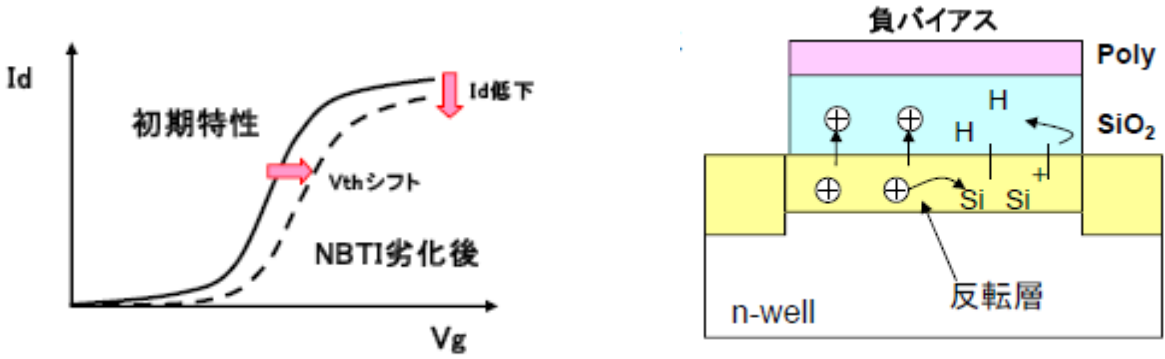 Id
初期特性
Id低下
Vthシフト
NBTI劣化後
Vg
負バイアス
Poly
H
H
SiO2
+
Si
Si
反転層
n-well